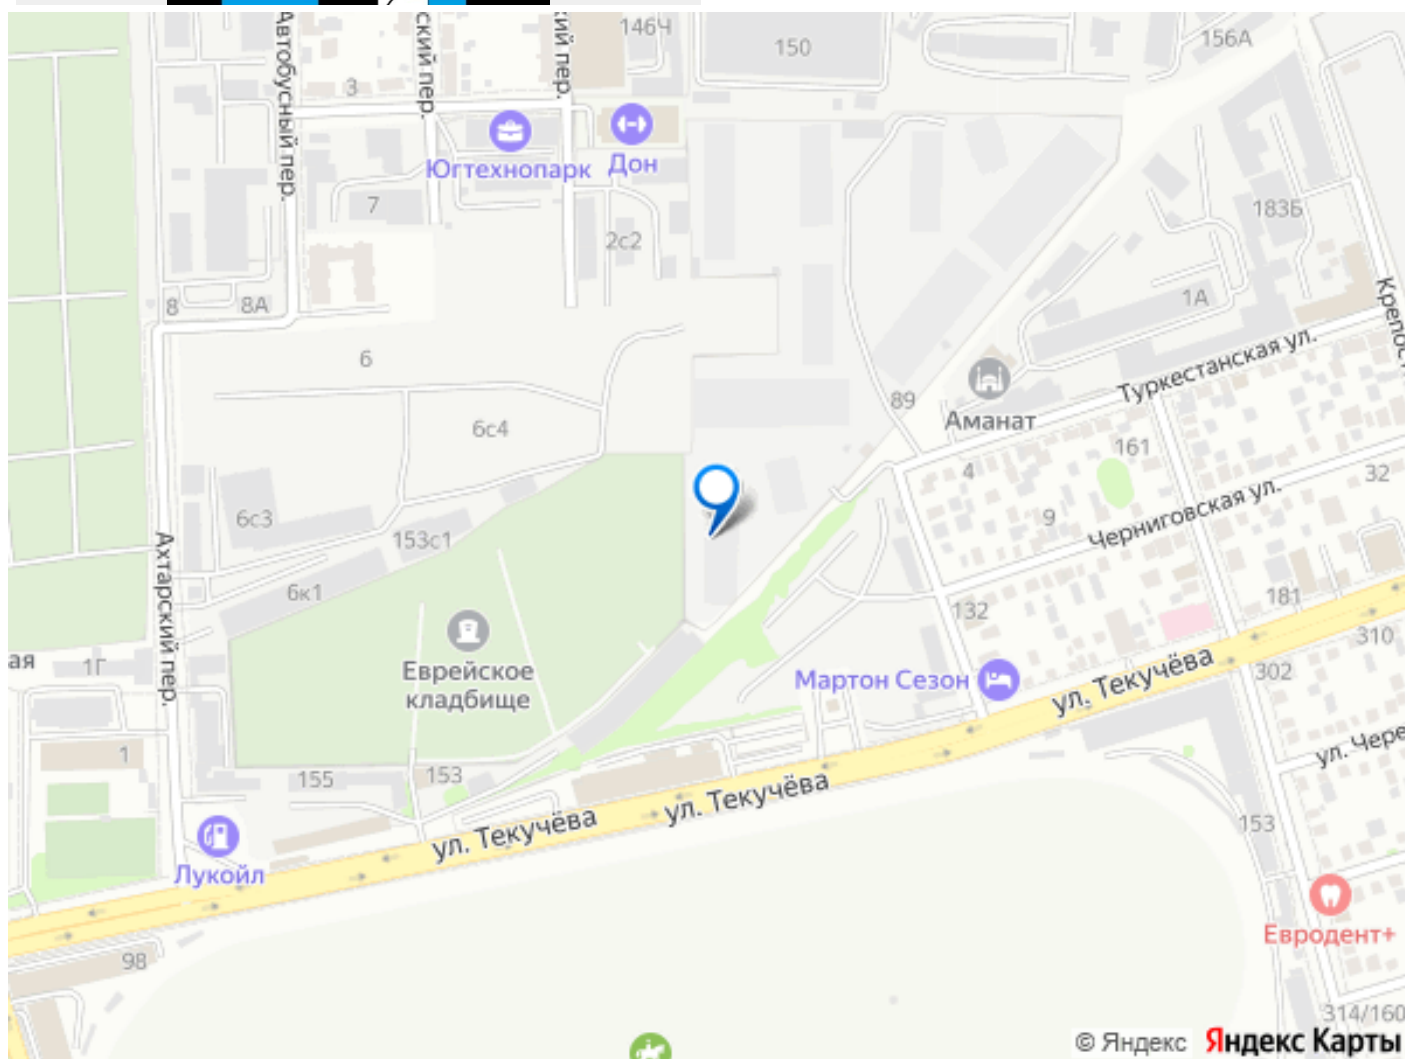 146Ч
150
156А
Автобусный пер.
ский пер.
ий пер.
3
Югтехнопарк
Дон
7
2с2
183Б
8
8А
1А
Крепос
6
Туркестанская ул.
89
Аманат
6с4
161
4
32
6с3
153с1
9
Черниговская ул.
Ахтарский пер.
6к1
132
181
310
ая
1Г
Еврейское
кладбище
Мартон Сезон
302
ул. Текучёва
1
155
153
ул. Текучёва
ул. Чере
ул. Текучёва
153
Лукойл
Евродент+
98
314/160
© Яндекс Яндекс Карты